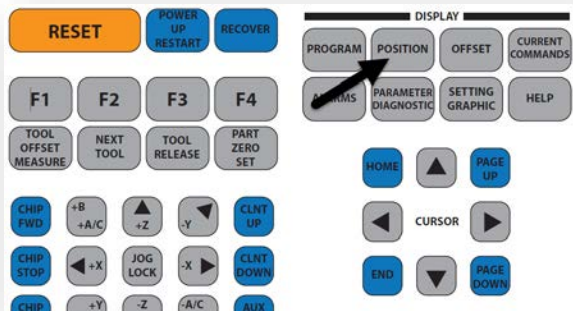 RESET
POWER
UP
RESTART
RECOVER
F1
F2
F3
F4
TOOL
OFFSET
MEASURE
NEXT
TOOL
TOOL
RELEASE
PART
ZERO
SET
CHIP
FWD
+B
+A/C
+Z
-Y
CLNT
UP
CHIP
STOP
+X
JOG
LOCK
-X
CLNT
DOWN
CHIP
+Y
-Z
-A/C
AUX
DISPLAY
PROGRAM
POSITION
OFFSET
CURRENT
COMMANDS
PARAMETER
DIAGNOSTIC
SETTING
GRAPHIC
HELP
HOME
PAGE
UP
CURSOR
END
PAGE
DOWN